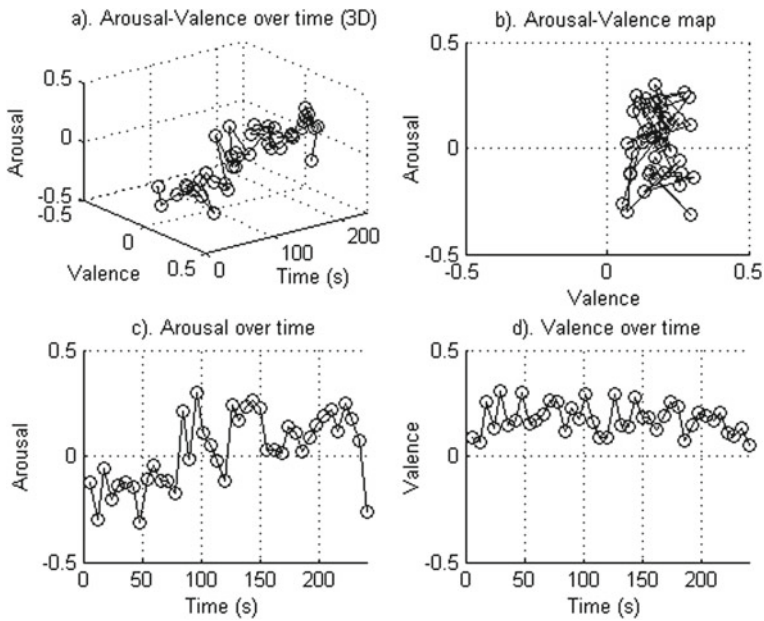 a). Arousal-Valence over time (3D)
0.5
0
-0.5
Arousal
-0.5
0
0.5
Valence
0
100
200
Time (s)
b). Arousal-Valence map
0.5
0
-0.5
Arousal
-0.5
0
0.5
Valence
c). Arousal over time
0.5
0
-0.5
Arousal
0
50
100
150
200
Time (s)
d). Valence over time
0.5
0
-0.5
Valence
0
50
100
150
200
Time (s)